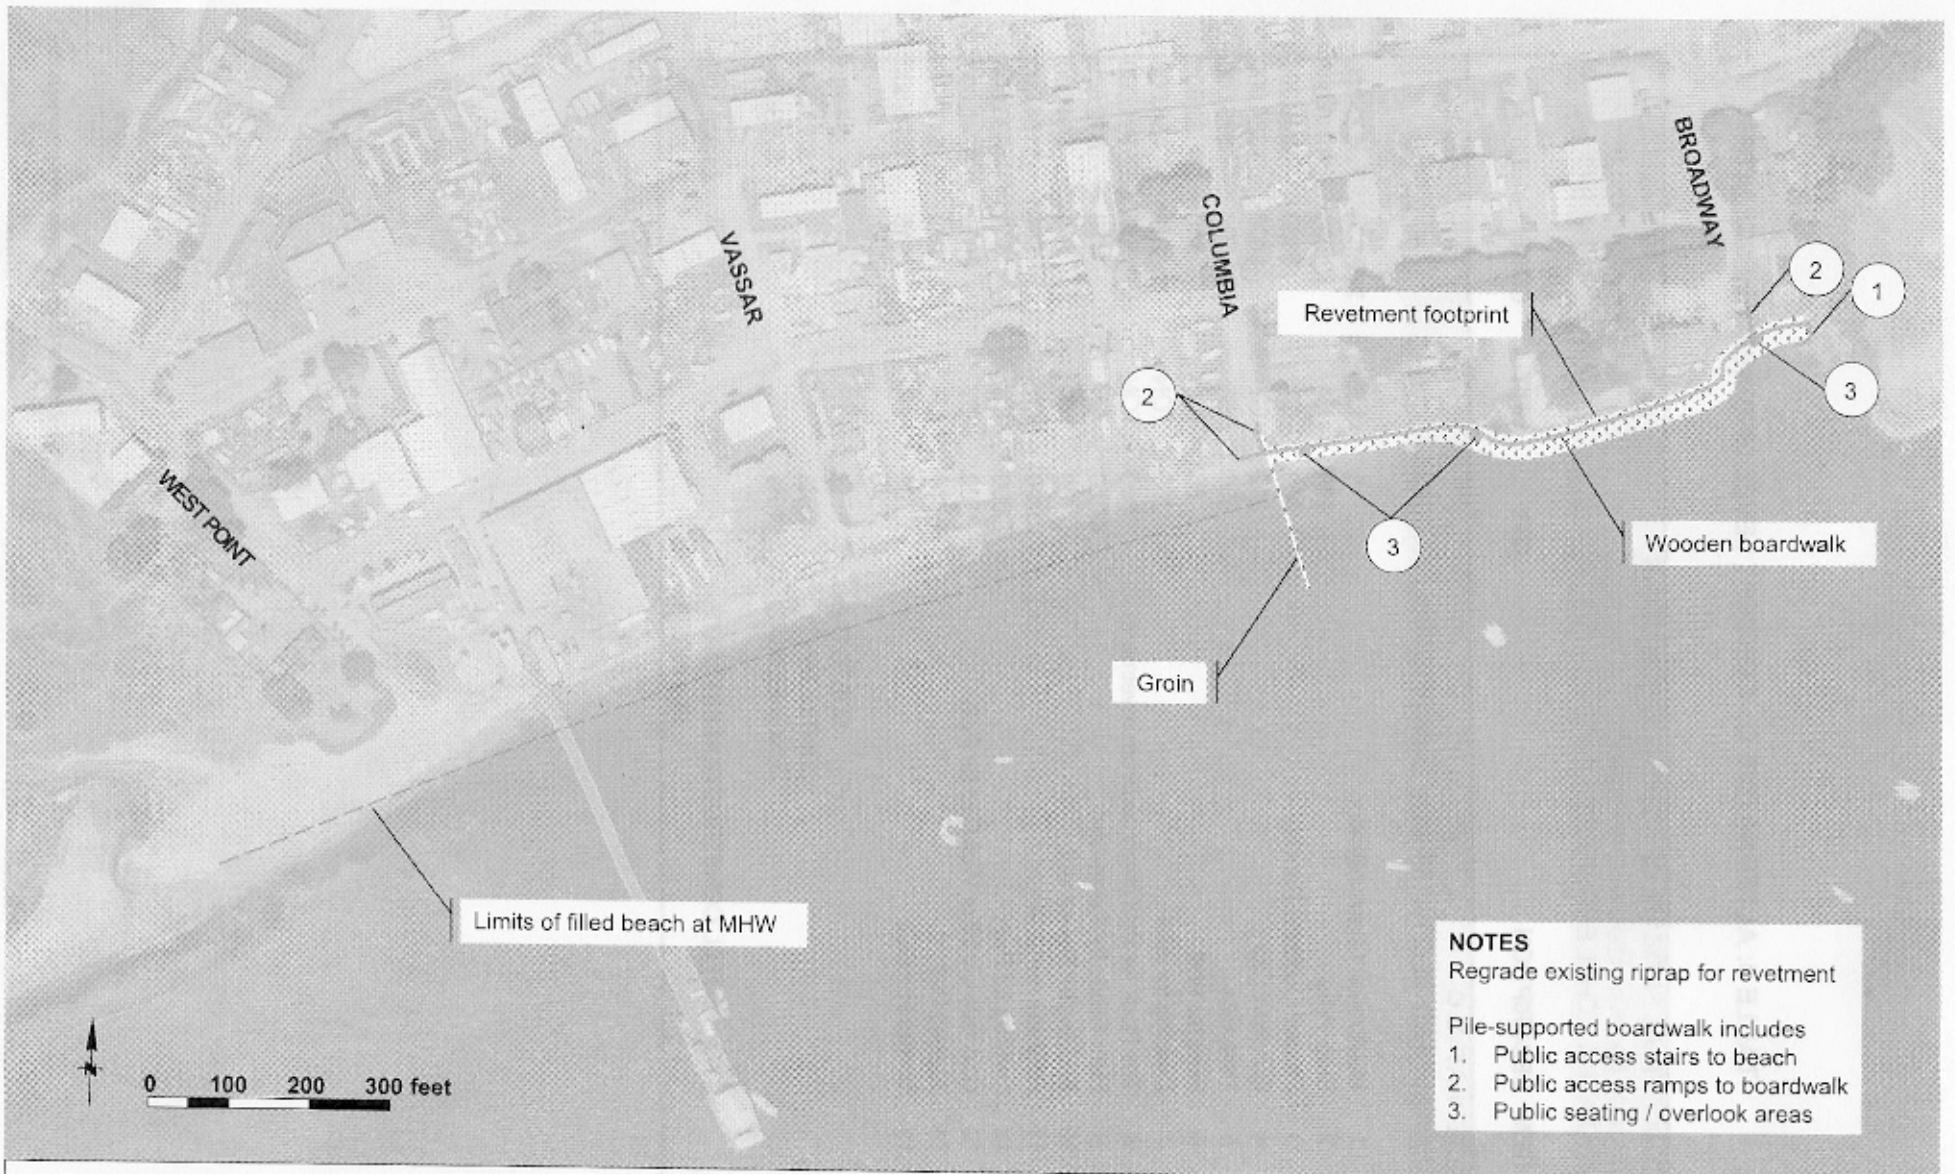 BROADWAY
COLUMBIA
VASSAR
2
1
Revetment footprint
3
2
WEST POINT
3
Wooden boardwalk
Groin
Limits of filled beach at MHW
NOTES
Regrade existing riprap for revetment
Pile-supported boardwalk includes
1. Public access stairs to beach
2. Public access ramps to boardwalk
3. Public seating / overlook areas
0 100 200 300 feet